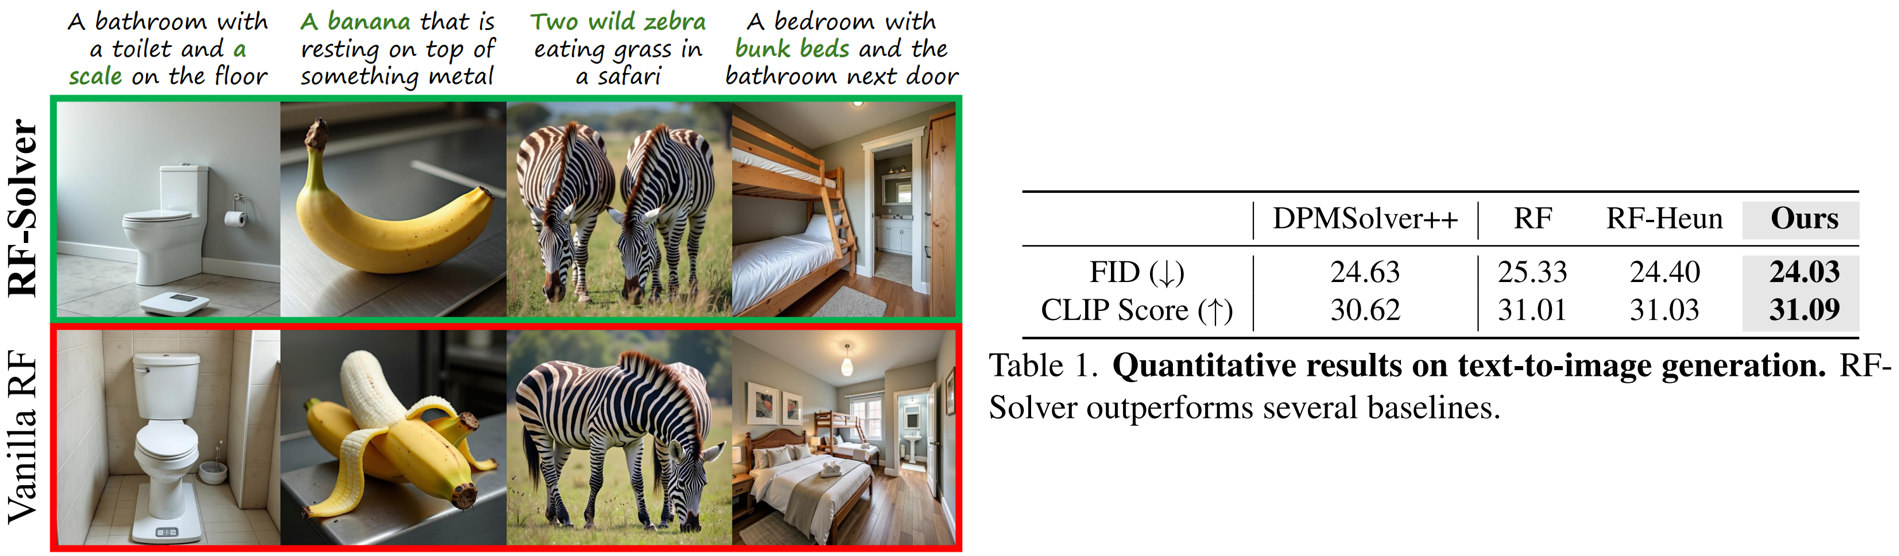 A bathroom with
a toilet and a
scale on the floor
A banana that is
resting on top of
something metal
Two wild zebra
eating grass in
a safari
A bedroom with
bunk beds and the
bathroom next door
RF-Solver
Vanilla RF
DPMSolver++ RF RF-Heun Ours
FID (↓) 24.63 25.33 24.40 24.03
CLIP Score (↑) 30.62 31.01 31.03 31.09
Table 1. Quantitative results on text-to-image generation. RF-
Solver outperforms several baselines.